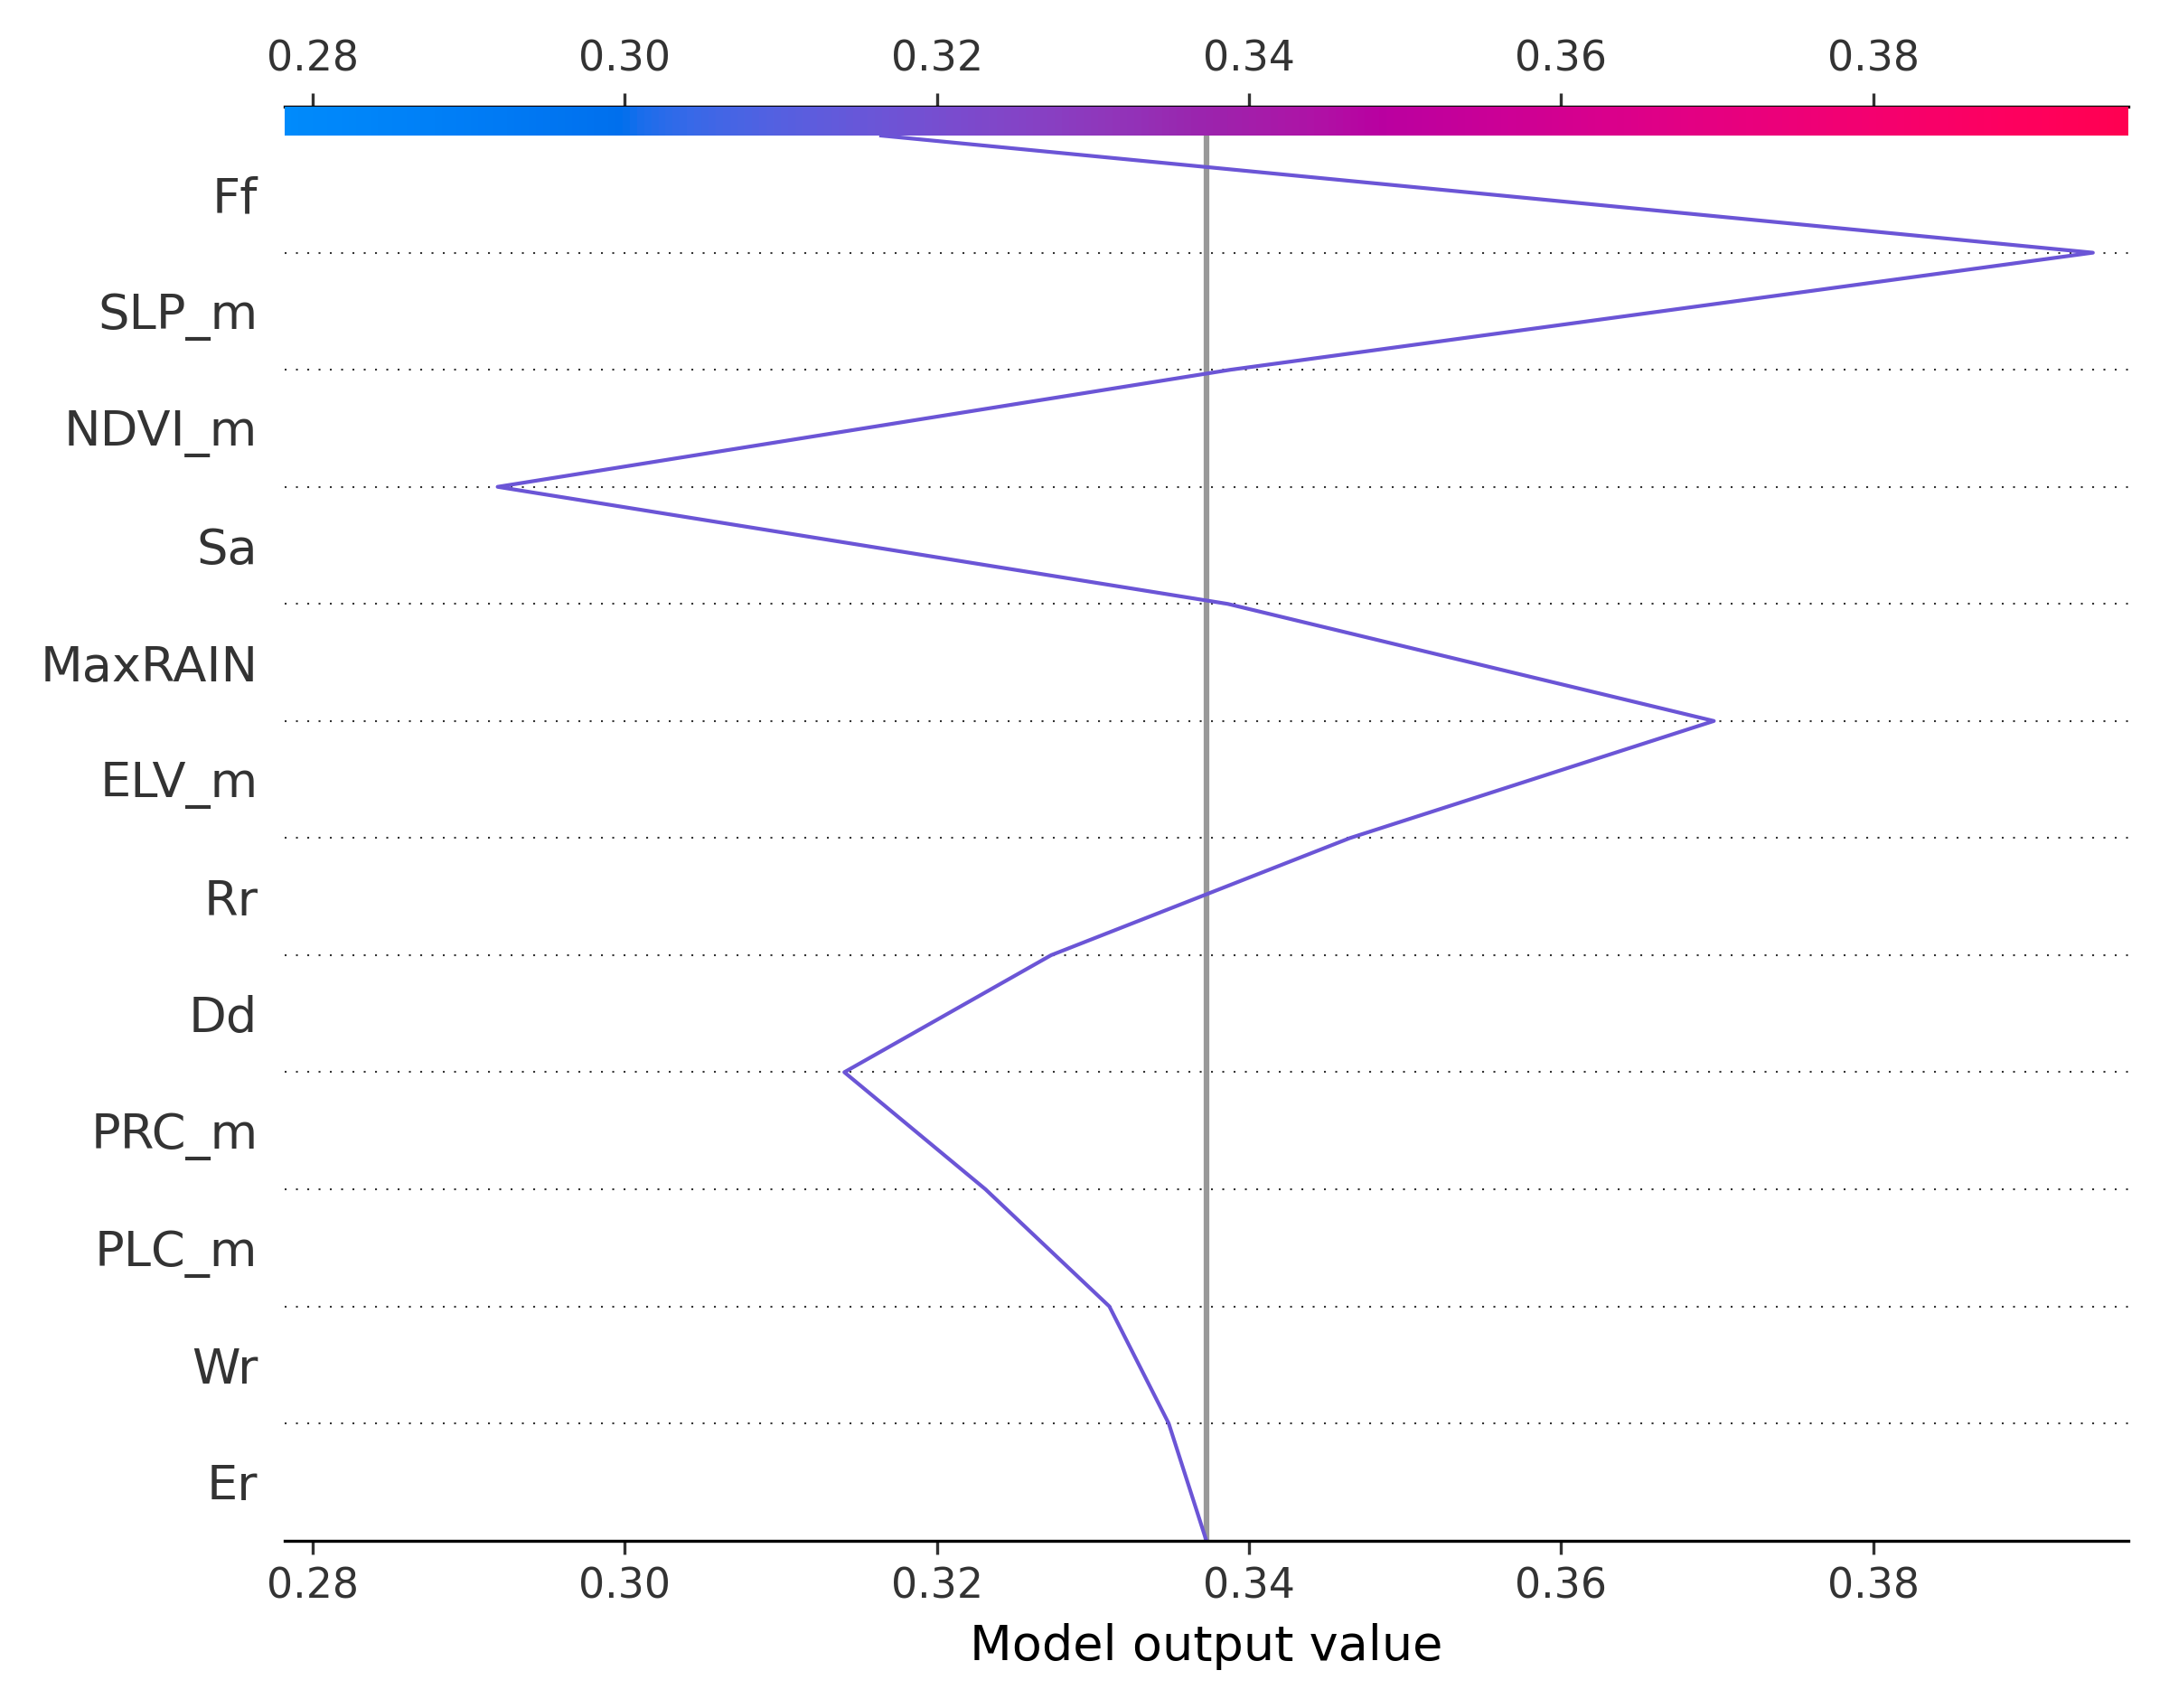 0.28 0.30 0.32 0.34 0.36 0.38
Ff
SLP_m
NDVI_m
Sa
MaxRAIN
ELV_m
Rr
Dd
PRC_m
PLC_m
Wr
Er
0.28 0.30 0.32 0.34 0.36 0.38
Model output value